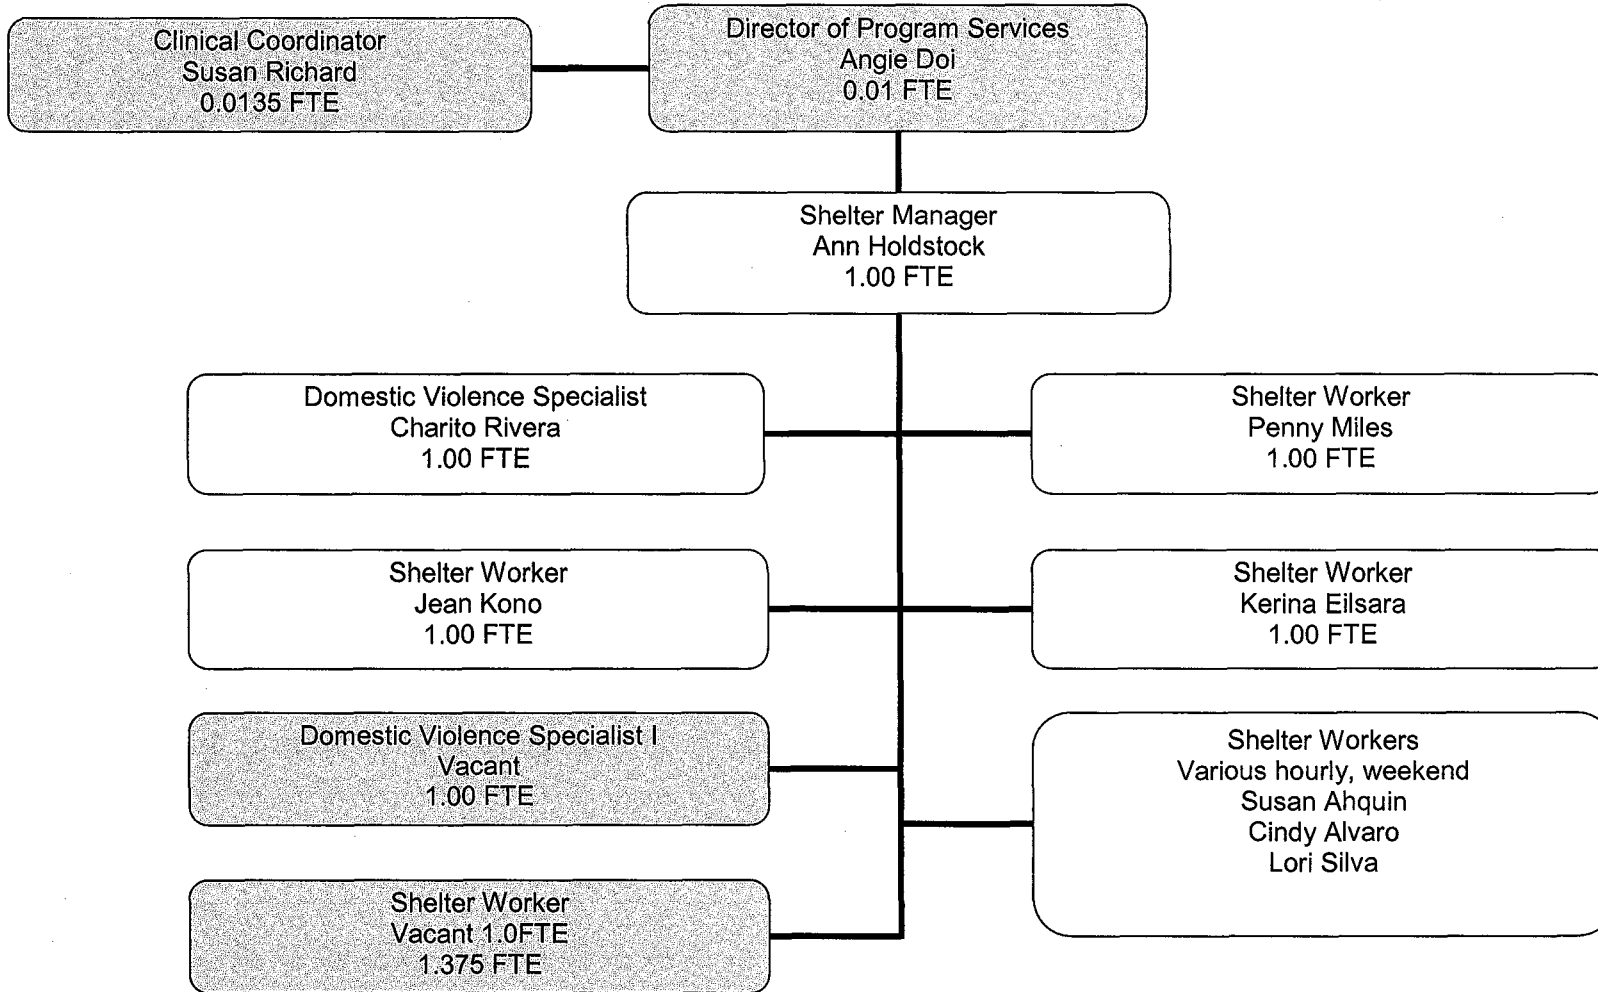 Clinical Coordinator
Susan Richard
0.0135 FTE
Director of Program Services
Angie Doi
0.01 FTE
Shelter Manager
Ann Holdstock
1.00 FTE
Domestic Violence Specialist
Charito Rivera
1.00 FTE
Shelter Worker
Penny Miles
1.00 FTE
Shelter Worker
Jean Kono
1.00 FTE
Shelter Worker
Kerina Eilsara
1.00 FTE
Domestic Violence Specialist I
Vacant
1.00 FTE
Shelter Workers
Various hourly, weekend
Susan Ahquin
Cindy Alvaro
Lori Silva
Shelter Worker
Vacant 1.0FTE
1.375 FTE